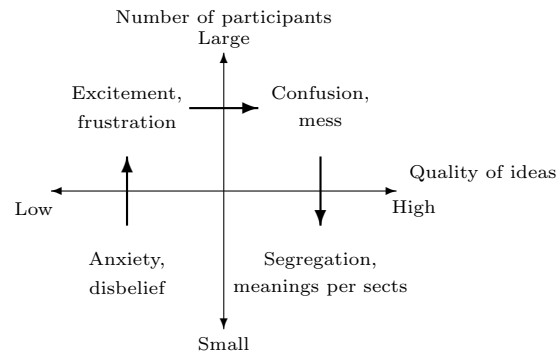 Number of participants
Large
Excitement,
frustration
Confusion,
mess
Quality of ideas
Low
High
Anxiety,
disbelief
Segregation,
meanings per sects
Small